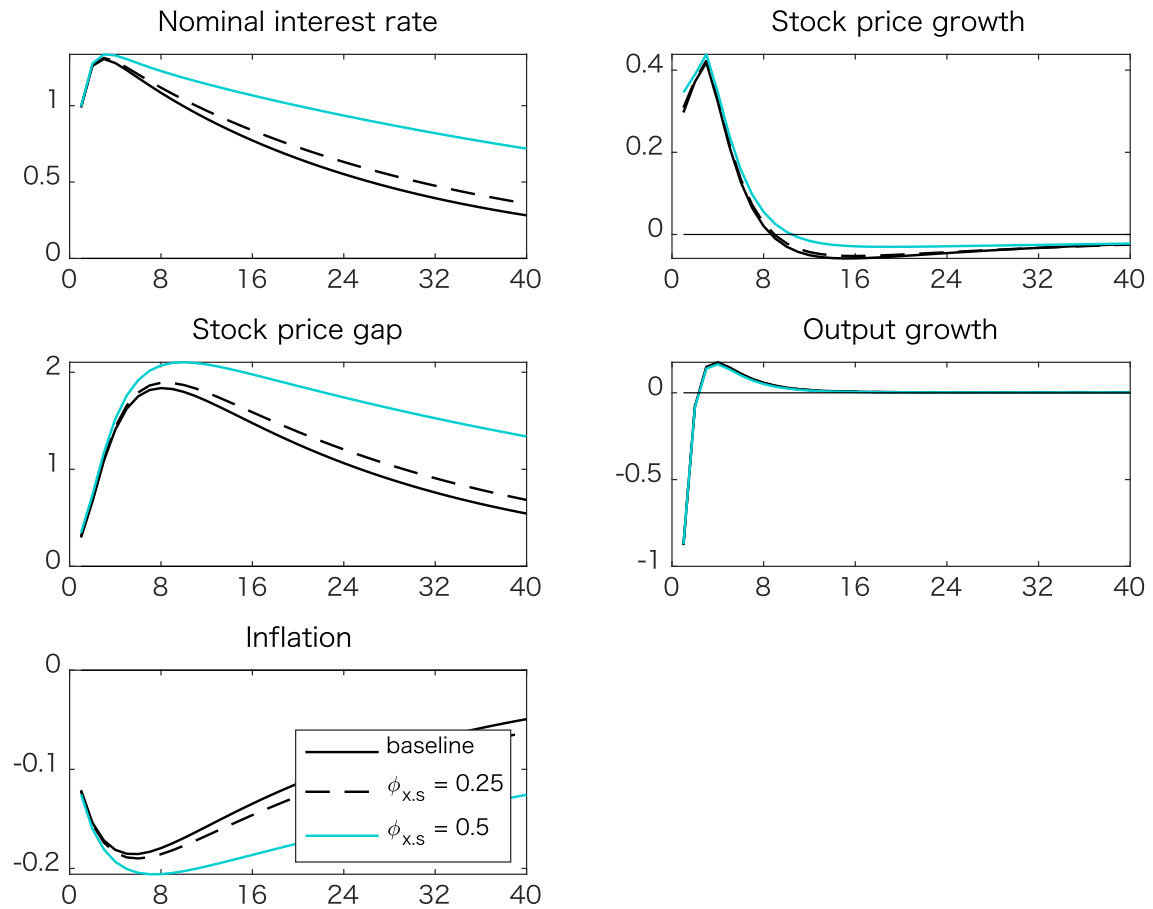 Nominal interest rate
1
0.5
0
0 8 16 24 32 40
Stock price growth
0.4
0.2
0
0 8 16 24 32 40
Stock price gap
2
1
0
0 8 16 24 32 40
Output growth
0
-0.5
-1
0 8 16 24 32 40
Inflation
0
-0.1
-0.2
0 8 16 24 32 40
baseline
ϕx.s = 0.25
ϕx.s = 0.5